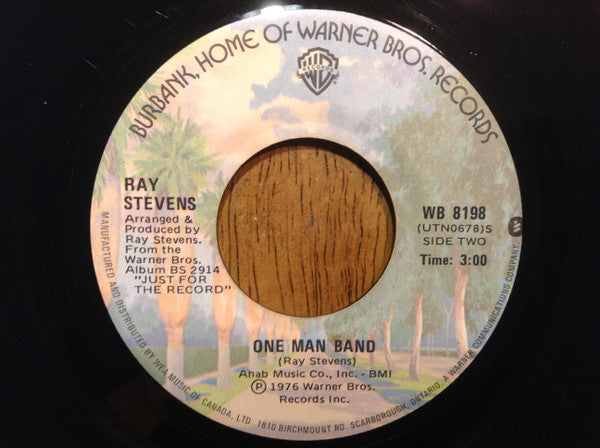 BURBANK, HOME OF WARNER BROS. RECORDS
RECORDS
RAY
STEVENS
Arranged &
Produced by
Ray Stevens.
From the
Warner Bros.
Album BS 2914
"JUST FOR
THE RECORD"
WB 8198
(UTN0678)S
SIDE TWO
Time: 3:00
ONE MAN BAND
(Ray Stevens)
Ahab Music Co., Inc. - BMI
Ⓟ 1976 Warner Bros.
Records Inc.
MANUFACTURED AND DISTRIBUTED BY WEA MUSIC OF CANADA, LTD. 1810 BIRCHMOUNT RD. SCARBOROUGH, ONTARIO. A WARNER COMMUNICATIONS COMPANY.